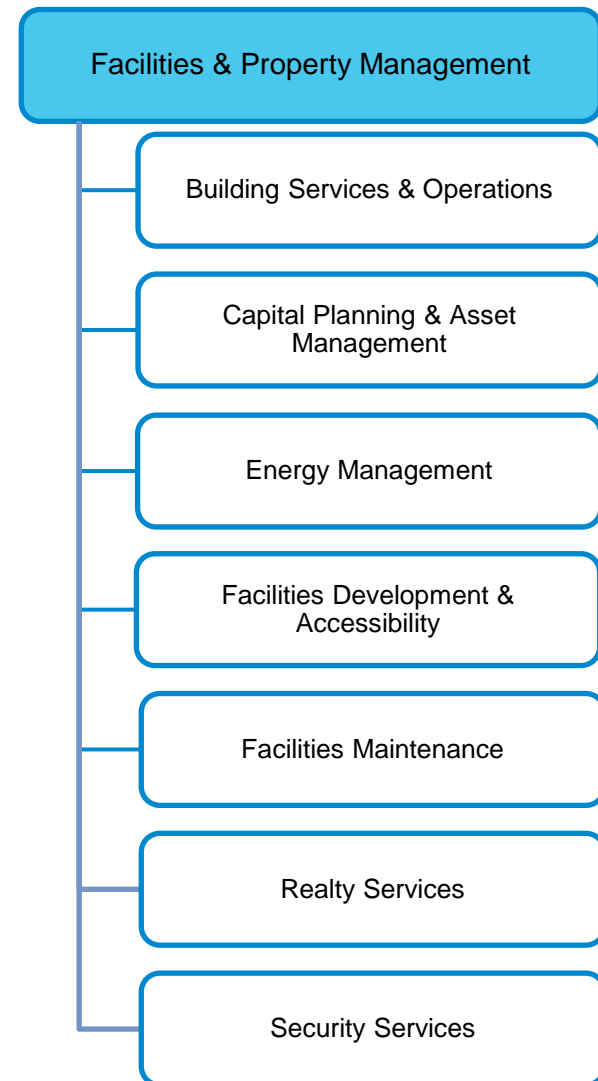 Facilities & Property Management
Building Services & Operations
Capital Planning & Asset
Management
Energy Management
Facilities Development &
Accessibility
Facilities Maintenance
Realty Services
Security Services